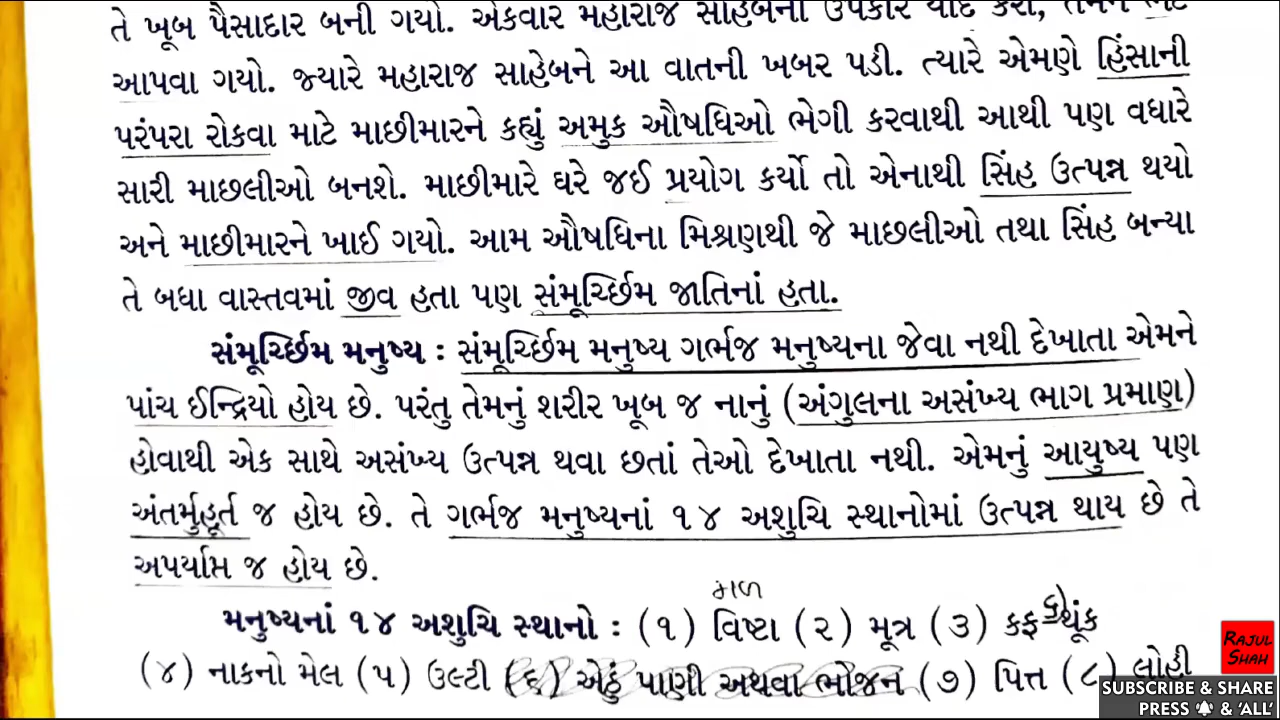 તે ખૂબ પૈસાદાર બની ગયો. એકવાર મહારાજ સાહેબનો ઉપકાર યાદ કરી, તેમને ભેટ
આપવા ગયો. જ્યારે મહારાજ સાહેબને આ વાતની ખબર પડી. ત્યારે એમણે હિંસાની
પરંપરા રોકવા માટે માછીમારને કહ્યું અમુક ઔષધિઓ ભેગી કરવાથી આથી પણ વધારે
સારી માછલીઓ બનશે. માછીમારે ઘરે જઈ પ્રયોગ કર્યો તો એનાથી સિંહ ઉત્પન્ન થયો
અને માછીમારને ખાઈ ગયો. આમ ઔષધિના મિશ્રણથી જે માછલીઓ તથા સિંહ બન્યા
તે બધા વાસ્તવમાં જીવ હતા પણ સંમૂર્ચ્છિમ જાતિનાં હતા.
સંમૂર્ચ્છિમ મનુષ્ય : સંમૂર્ચ્છિમ મનુષ્ય ગર્ભજ મનુષ્યના જેવા નથી દેખાતા એમને
પાંચ ઈન્દ્રિયો હોય છે. પરંતુ તેમનું શરીર ખૂબ જ નાનું (અંગુલના અસંખ્ય ભાગ પ્રમાણ)
હોવાથી એક સાથે અસંખ્ય ઉત્પન્ન થવા છતાં તેઓ દેખાતા નથી. એમનું આયુષ્ય પણ
અંતર્મુહૂર્ત જ હોય છે. તે ગર્ભજ મનુષ્યનાં ૧૪ અશુચિ સ્થાનોમાં ઉત્પન્ન થાય છે તે
અપર્યાપ્ત જ હોય છે.
મળ
મનુષ્યનાં ૧૪ અશુચિ સ્થાનો : (૧) વિષ્ટા (૨) મૂત્ર (૩) કફ થૂંક
(૪) નાકનો મેલ (૫) ઉલ્ટી (૬) એઠું પાણી અથવા ભોજન (૭) પિત્ત (૮) લોહી
RAJUL
SHAH
SUBSCRIBE & SHARE
PRESS & 'ALL'